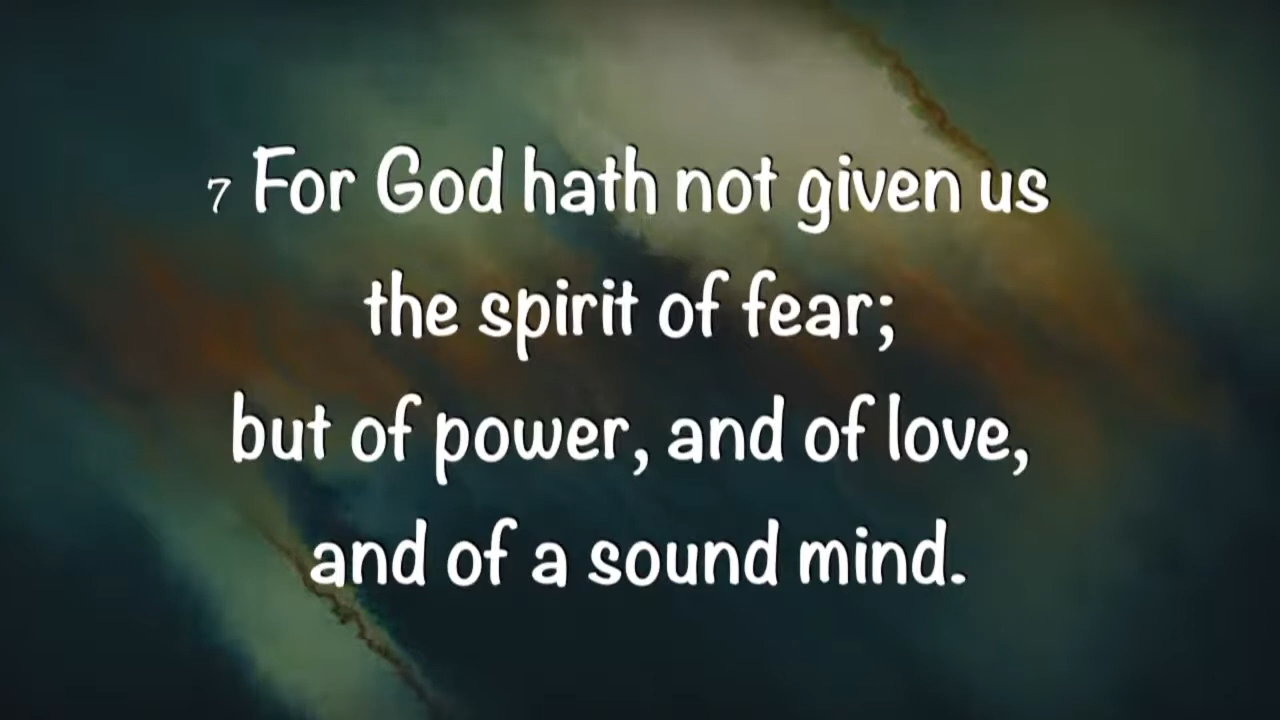 7 For God hath not given us
the spirit of fear;
but of power, and of love,
and of a sound mind.